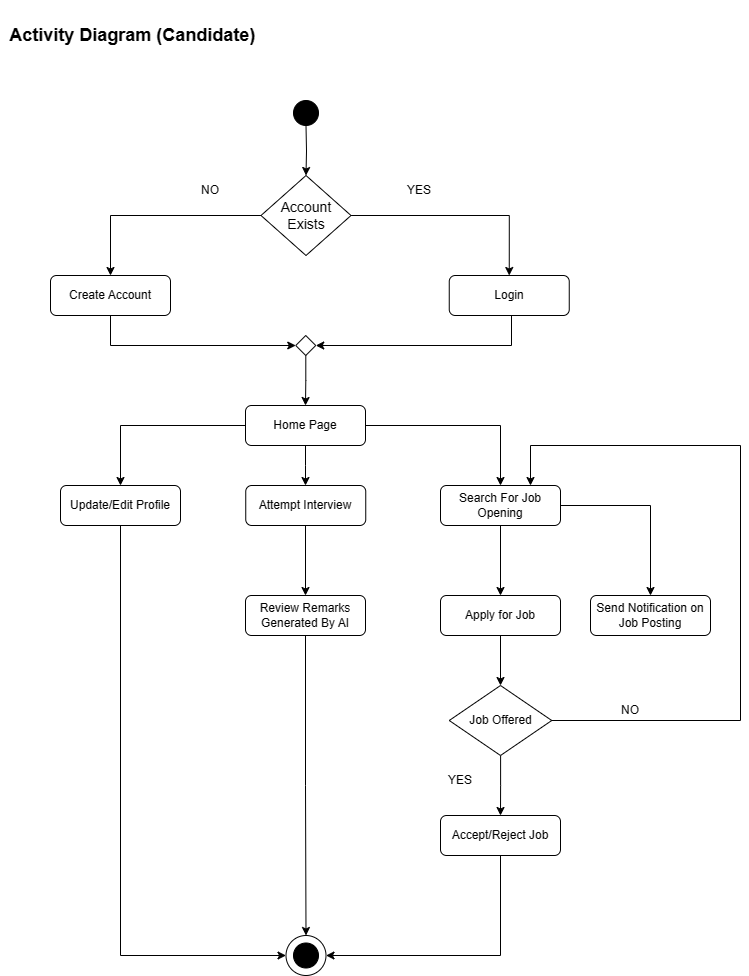 Activity Diagram (Candidate)
NO
YES
Account
Exists
Create Account
Login
Home Page
Update/Edit Profile
Attempt Interview
Search For Job
Opening
Review Remarks
Generated By AI
Apply for Job
Send Notification on
Job Posting
Job Offered
NO
YES
Accept/Reject Job